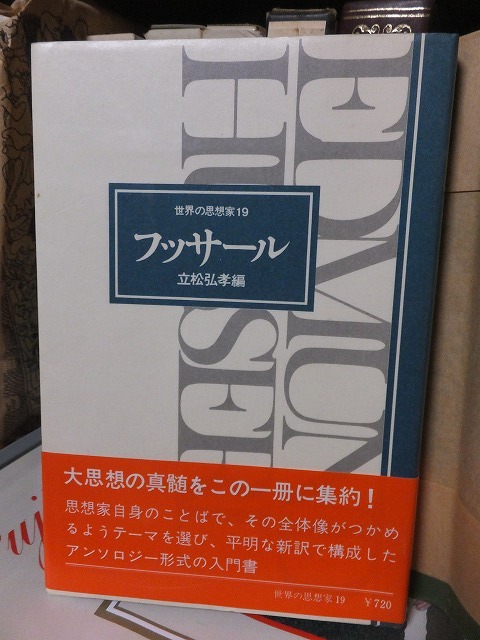 EDMUN
HUSSE
世界の思想家19
フッサール
立松弘孝編
大思想の真髄をこの一冊に集約!
思想家自身のことばで、その全体像がつかめ
るようテーマを選び、平明な新訳で構成した
アンソロジー形式の入門書
世界の思想家19 ¥720